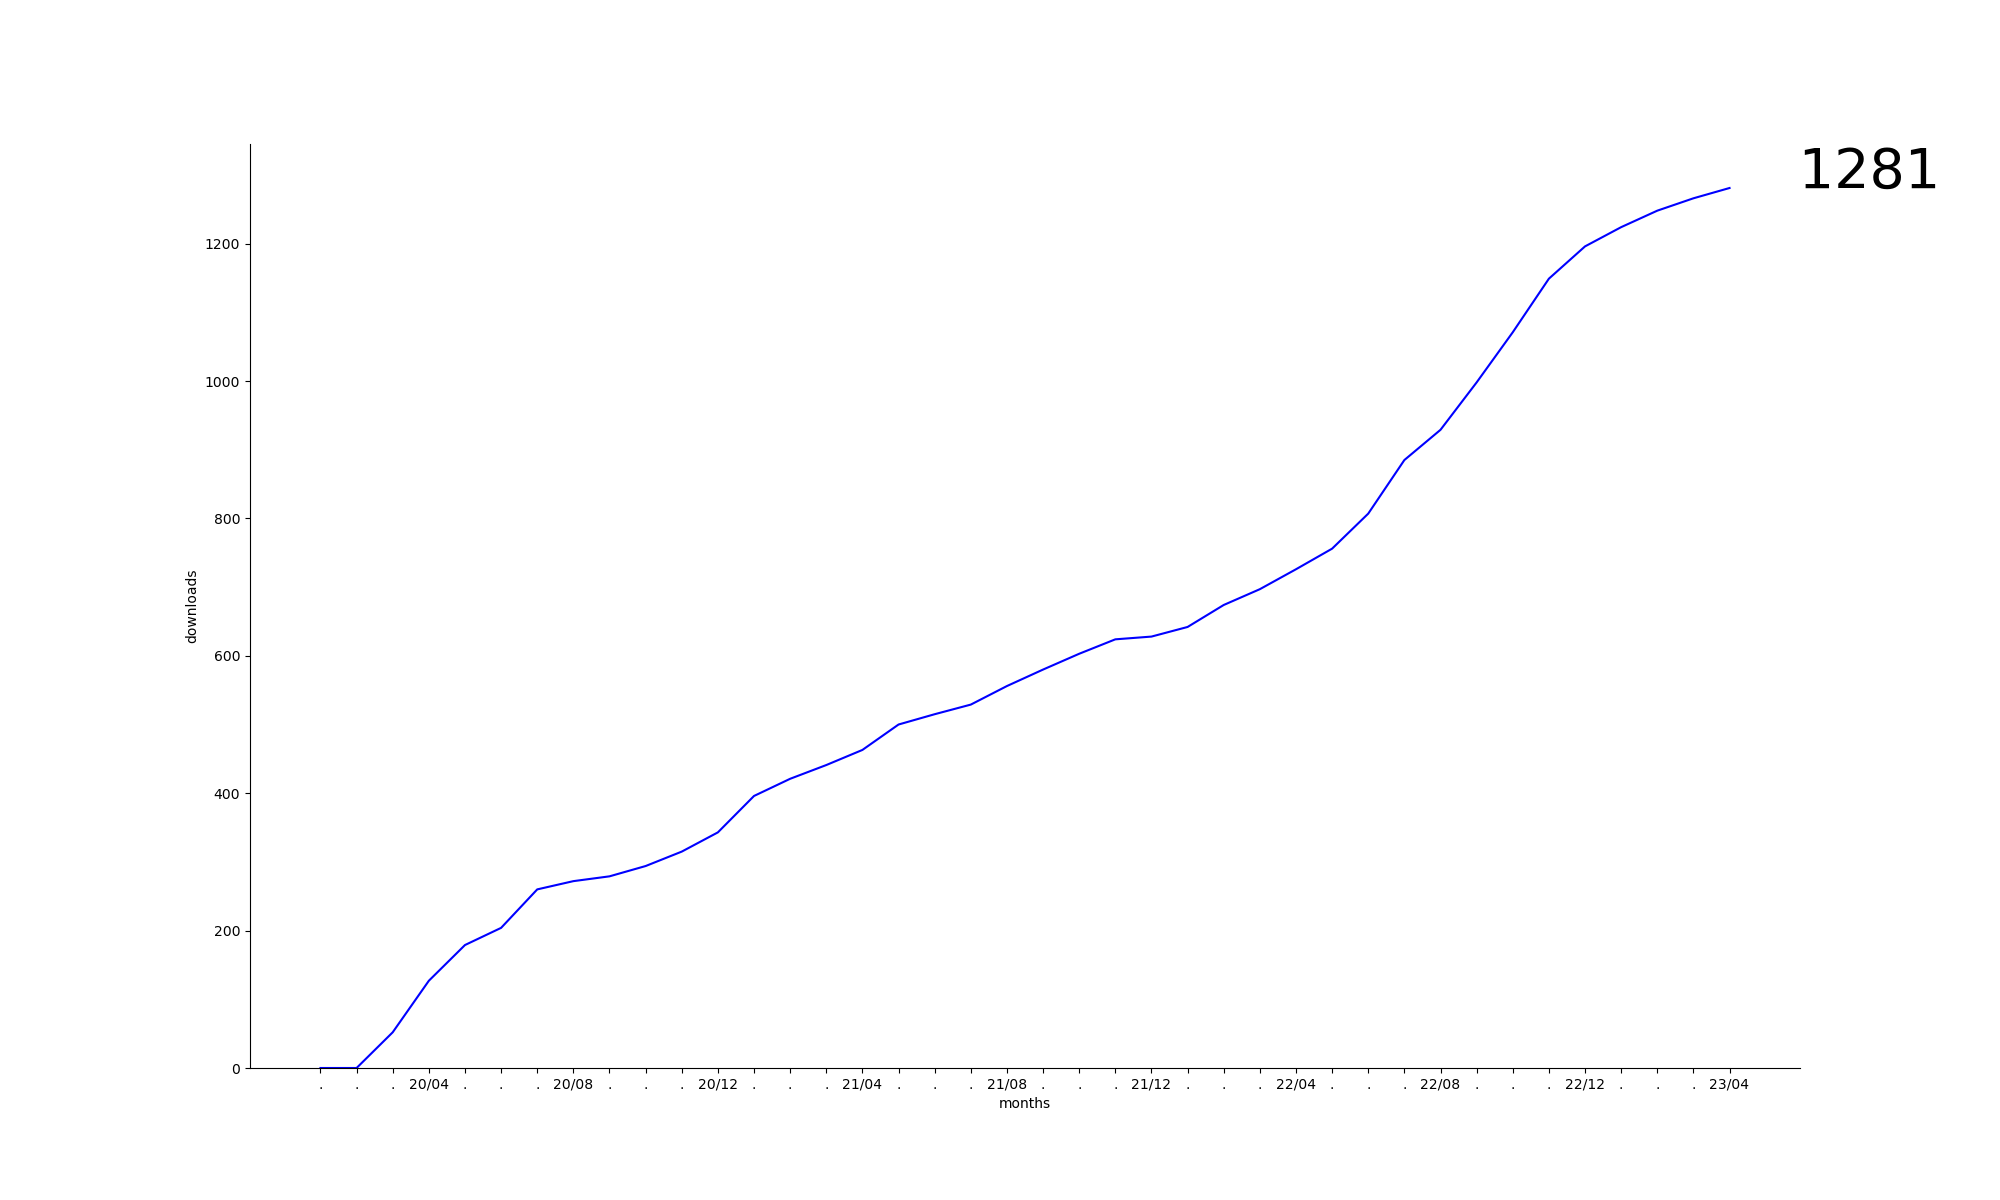 1281
1200
1000
800
600
400
200
0
downloads
. . . 20/04 . . . 20/08 . . . 20/12 . . . 21/04 . . . 21/08 . . . 21/12 . . . 22/04 . . . 22/08 . . . 22/12 . . . 23/04
months